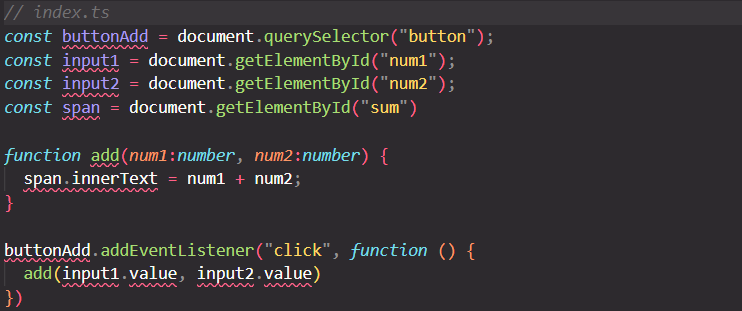 // index.ts
const buttonAdd = document.querySelector("button");
const input1 = document.getElementById("num1");
const input2 = document.getElementById("num2");
const span = document.getElementById("sum")
function add(num1:number, num2:number) {
span.innerText = num1 + num2;
}
buttonAdd.addEventListener("click", function () {
add(input1.value, input2.value)
})